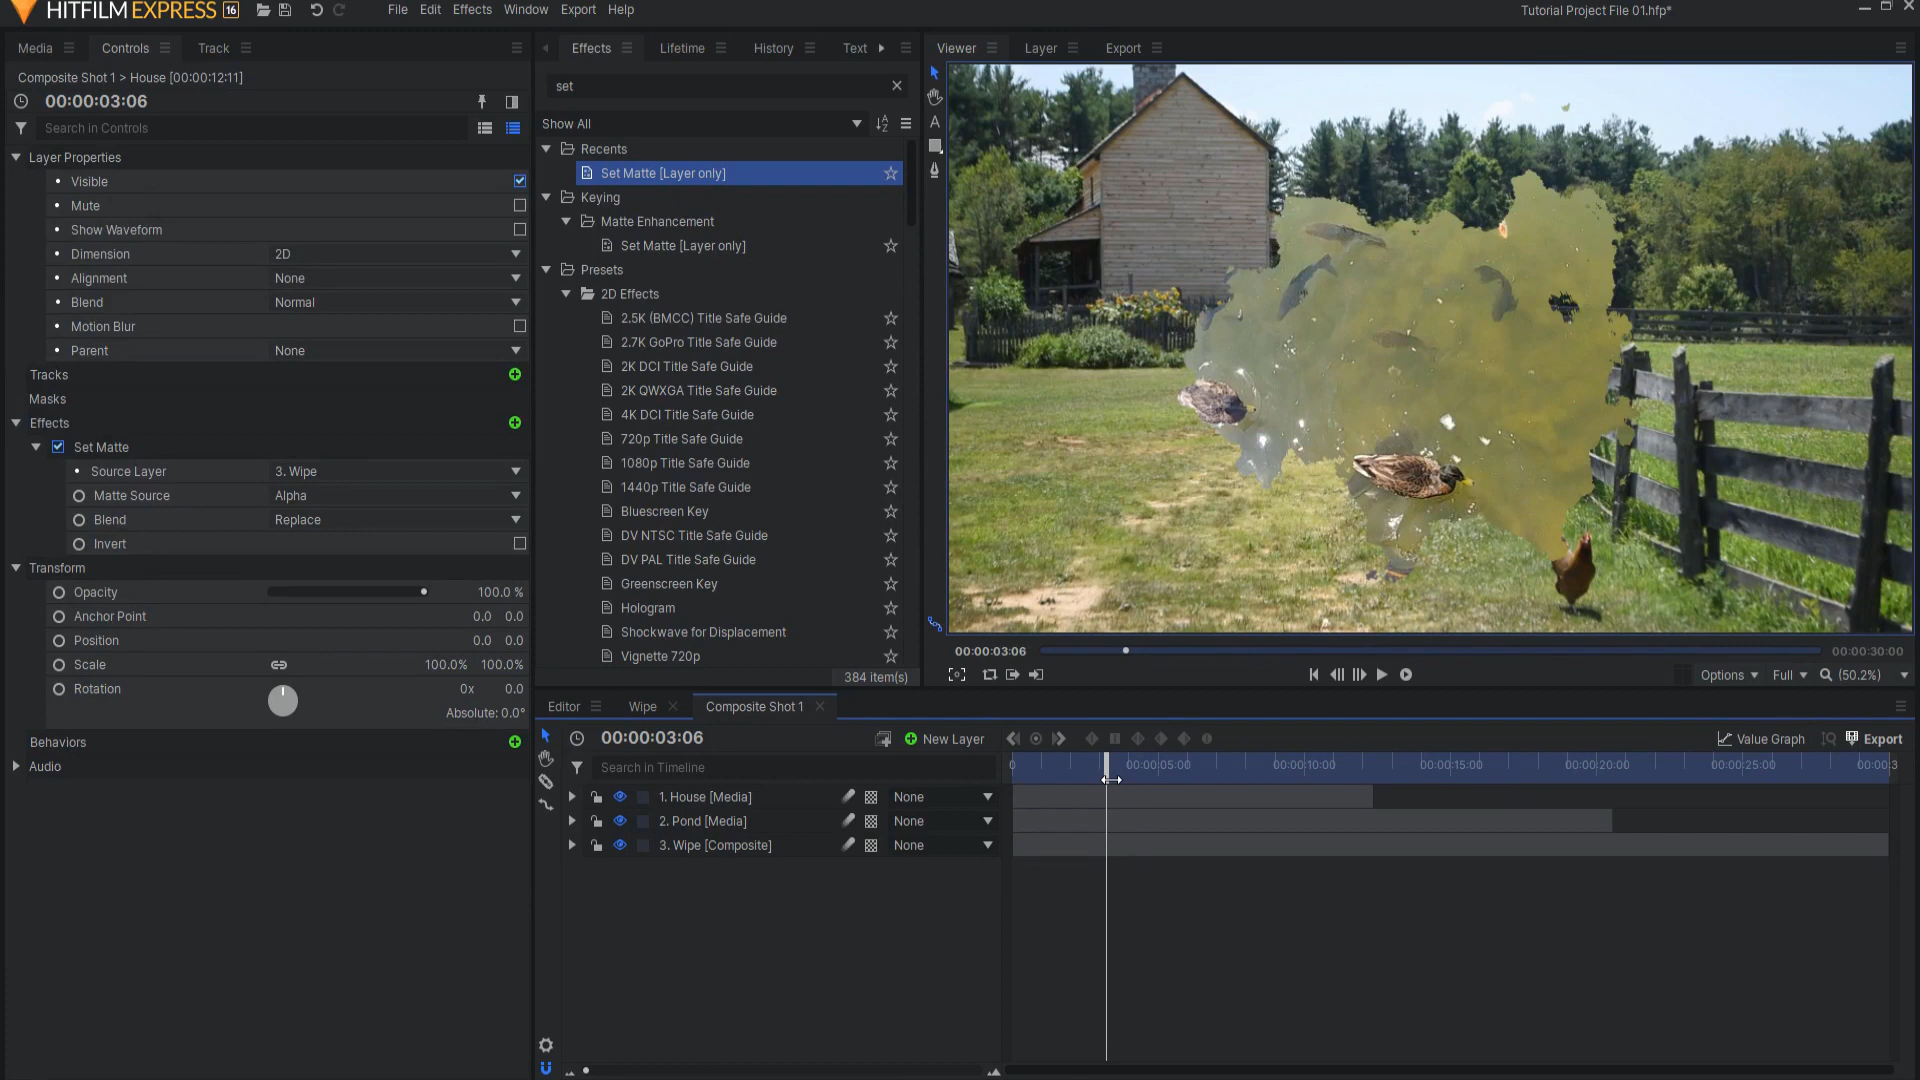 HITFILM EXPRESS 16
File Edit Effects Window Export Help
Tutorial Project File 01.hfp*
Media Controls Track
Composite Shot 1 > House [00:00:12:11]
00:00:03:06
Search in Controls
Layer Properties
Visible
Mute
Show Waveform
Dimension 2D
Alignment None
Blend Normal
Motion Blur
Parent None
Tracks
Masks
Effects
Set Matte
Source Layer 3. Wipe
Matte Source Alpha
Blend Replace
Invert
Transform
Opacity 100.0 %
Anchor Point 0.0 0.0
Position 0.0 0.0
Scale 100.0% 100.0%
Rotation 0x 0.0
Absolute: 0.0°
Behaviors
Audio
Effects Lifetime History Text
set
Show All
Recents
Set Matte [Layer only]
Keying
Matte Enhancement
Set Matte [Layer only]
Presets
2D Effects
2.5K (BMCC) Title Safe Guide
2.7K GoPro Title Safe Guide
2K DCI Title Safe Guide
2K QWXGA Title Safe Guide
4K DCI Title Safe Guide
720p Title Safe Guide
1080p Title Safe Guide
1440p Title Safe Guide
Bluescreen Key
DV NTSC Title Safe Guide
DV PAL Title Safe Guide
Greenscreen Key
Hologram
Shockwave for Displacement
Vignette 720p
384 item(s)
Viewer Layer Export
00:00:03:06 00:00:30:00
Options Full (50.2%)
Editor Wipe Composite Shot 1
00:00:03:06 New Layer Value Graph Export
Search in Timeline
0 00:00:05:00 00:00:10:00 00:00:15:00 00:00:20:00 00:00:25:00 00:00:3
1. House [Media] None
2. Pond [Media] None
3. Wipe [Composite] None